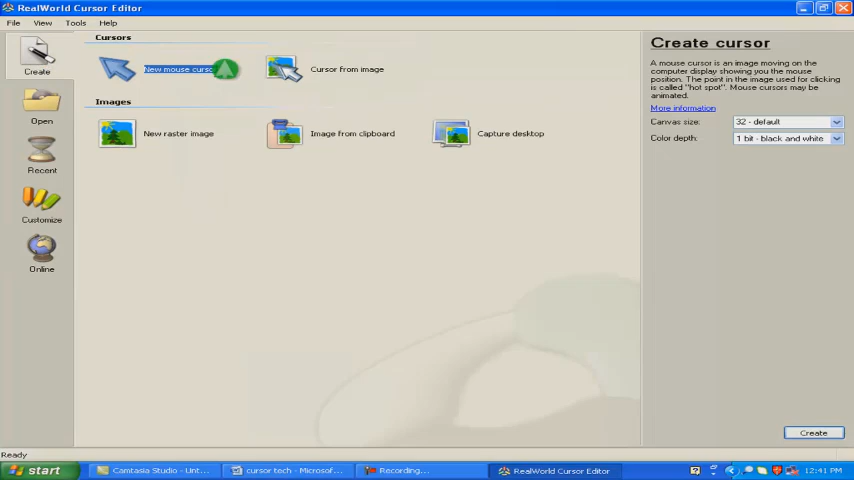 RealWorld Cursor Editor
File View Tools Help
Create
Open
Recent
Customize
Online
Cursors
New mouse curso
Cursor from image
Images
New raster image
Image from clipboard
Capture desktop
Create cursor
A mouse cursor is an image moving on the
computer display showing you the mouse
position. The point in the image used for clicking
is called "hot spot". Mouse cursors may be
animated.
More information
Canvas size: 32 - default
Color depth: 1 bit - black and white
Create
Ready
start
Camtasia Studio - Unt...
cursor tech - Microsof...
Recording...
RealWorld Cursor Editor
12:41 PM